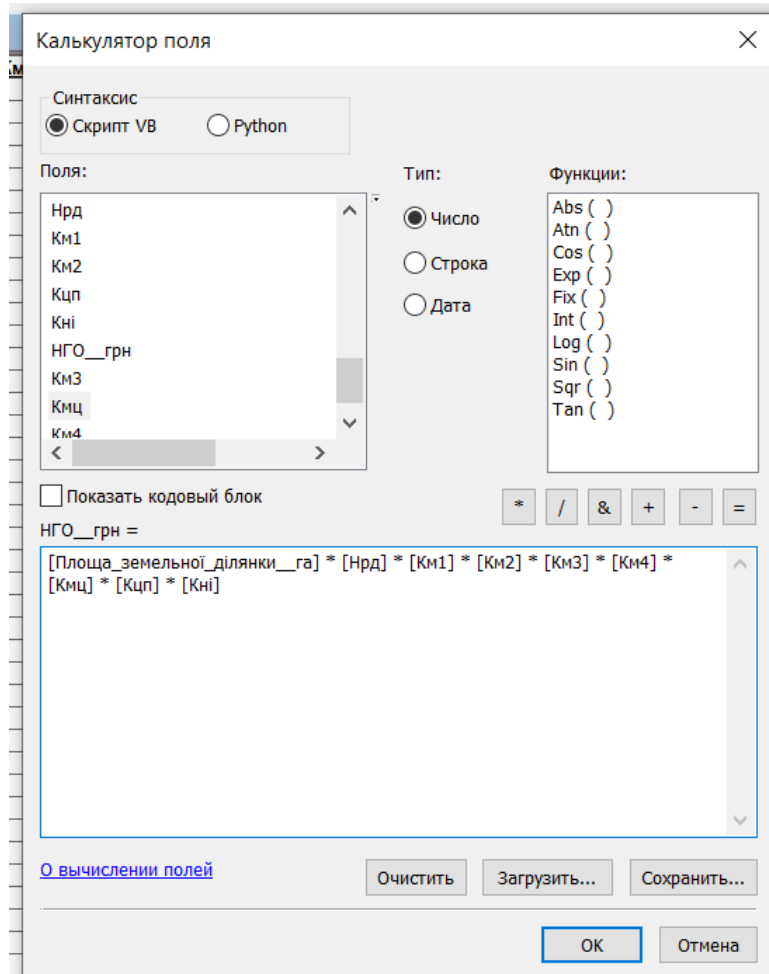 Калькулятор поля
Км
Синтаксис
Скрипт VB
Python
Поля:
Тип:
Функции:
Нрд
Км1
Км2
Кцп
Кні
НГО__грн
Км3
Кмц
Км4
Число
Строка
Дата
Abs ( )
Atn ( )
Cos ( )
Exp ( )
Fix ( )
Int ( )
Log ( )
Sin ( )
Sqr ( )
Tan ( )
Показать кодовый блок
* / & + - =
НГО__грн =
[Площа_земельної_ділянки__га] * [Нрд] * [Км1] * [Км2] * [Км3] * [Км4] *
[Кмц] * [Кцп] * [Кні]
О вычислении полей
Очистить
Загрузить...
Сохранить...
OK
Отмена